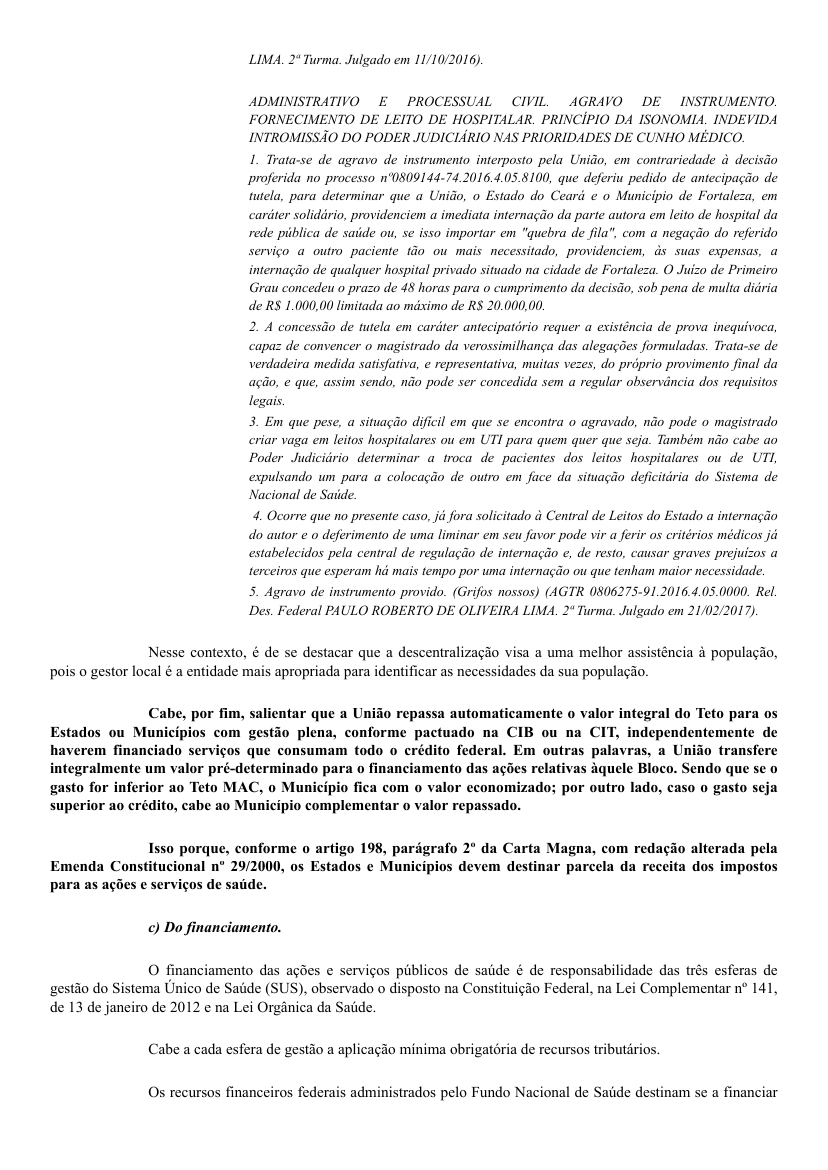 LIMA. 2ª Turma. Julgado em 11/10/2016).
ADMINISTRATIVO E PROCESSUAL CIVIL. AGRAVO DE INSTRUMENTO.
FORNECIMENTO DE LEITO DE HOSPITALAR. PRINCÍPIO DA ISONOMIA. INDEVIDA
INTROMISSÃO DO PODER JUDICIÁRIO NAS PRIORIDADES DE CUNHO MÉDICO.
1. Trata-se de agravo de instrumento interposto pela União, em contrariedade à decisão
proferida no processo nº0809144-74.2016.4.05.8100, que deferiu pedido de antecipação de
tutela, para determinar que a União, o Estado do Ceará e o Município de Fortaleza, em
caráter solidário, providenciem a imediata internação da parte autora em leito de hospital da
rede pública de saúde ou, se isso importar em "quebra de fila", com a negação do referido
serviço a outro paciente tão ou mais necessitado, providenciem, às suas expensas, a
internação de qualquer hospital privado situado na cidade de Fortaleza. O Juízo de Primeiro
Grau concedeu o prazo de 48 horas para o cumprimento da decisão, sob pena de multa diária
de R$ 1.000,00 limitada ao máximo de R$ 20.000,00.
2. A concessão de tutela em caráter antecipatório requer a existência de prova inequívoca,
capaz de convencer o magistrado da verossimilhança das alegações formuladas. Trata-se de
verdadeira medida satisfativa, e representativa, muitas vezes, do próprio provimento final da
ação, e que, assim sendo, não pode ser concedida sem a regular observância dos requisitos
legais.
3. Em que pese, a situação difícil em que se encontra o agravado, não pode o magistrado
criar vaga em leitos hospitalares ou em UTI para quem quer que seja. Também não cabe ao
Poder Judiciário determinar a troca de pacientes dos leitos hospitalares ou de UTI,
expulsando um para a colocação de outro em face da situação deficitária do Sistema de
Nacional de Saúde.
4. Ocorre que no presente caso, já fora solicitado à Central de Leitos do Estado a internação
do autor e o deferimento de uma liminar em seu favor pode vir a ferir os critérios médicos já
estabelecidos pela central de regulação de internação e, de resto, causar graves prejuízos a
terceiros que esperam há mais tempo por uma internação ou que tenham maior necessidade.
5. Agravo de instrumento provido. (Grifos nossos) (AGTR 0806275-91.2016.4.05.0000. Rel.
Des. Federal PAULO ROBERTO DE OLIVEIRA LIMA. 2ª Turma. Julgado em 21/02/2017).
Nesse contexto, é de se destacar que a descentralização visa a uma melhor assistência à população,
pois o gestor local é a entidade mais apropriada para identificar as necessidades da sua população.
Cabe, por fim, salientar que a União repassa automaticamente o valor integral do Teto para os
Estados ou Municípios com gestão plena, conforme pactuado na CIB ou na CIT, independentemente de
haverem financiado serviços que consumam todo o crédito federal. Em outras palavras, a União transfere
integralmente um valor pré-determinado para o financiamento das ações relativas àquele Bloco. Sendo que se o
gasto for inferior ao Teto MAC, o Município fica com o valor economizado; por outro lado, caso o gasto seja
superior ao crédito, cabe ao Município complementar o valor repassado.
Isso porque, conforme o artigo 198, parágrafo 2º da Carta Magna, com redação alterada pela
Emenda Constitucional nº 29/2000, os Estados e Municípios devem destinar parcela da receita dos impostos
para as ações e serviços de saúde.
c) Do financiamento.
O financiamento das ações e serviços públicos de saúde é de responsabilidade das três esferas de
gestão do Sistema Único de Saúde (SUS), observado o disposto na Constituição Federal, na Lei Complementar nº 141,
de 13 de janeiro de 2012 e na Lei Orgânica da Saúde.
Cabe a cada esfera de gestão a aplicação mínima obrigatória de recursos tributários.
Os recursos financeiros federais administrados pelo Fundo Nacional de Saúde destinam se a financiar